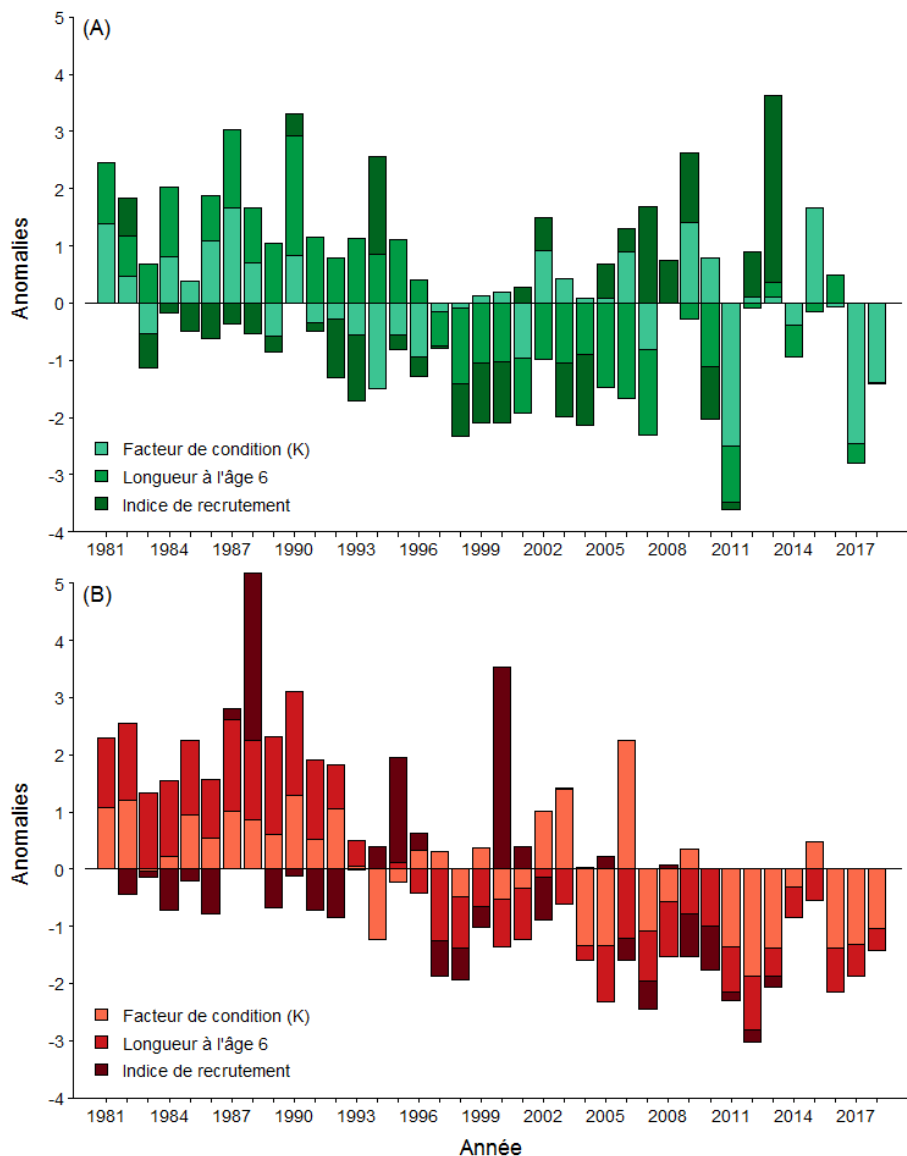 (A)
5
4
3
2
1
0
-1
-2
-3
-4
Anomalies
Facteur de condition (K)
Longueur à l'âge 6
Indice de recrutement
1981 1984 1987 1990 1993 1996 1999 2002 2005 2008 2011 2014 2017
(B)
5
4
3
2
1
0
-1
-2
-3
-4
Anomalies
Facteur de condition (K)
Longueur à l'âge 6
Indice de recrutement
1981 1984 1987 1990 1993 1996 1999 2002 2005 2008 2011 2014 2017
Année